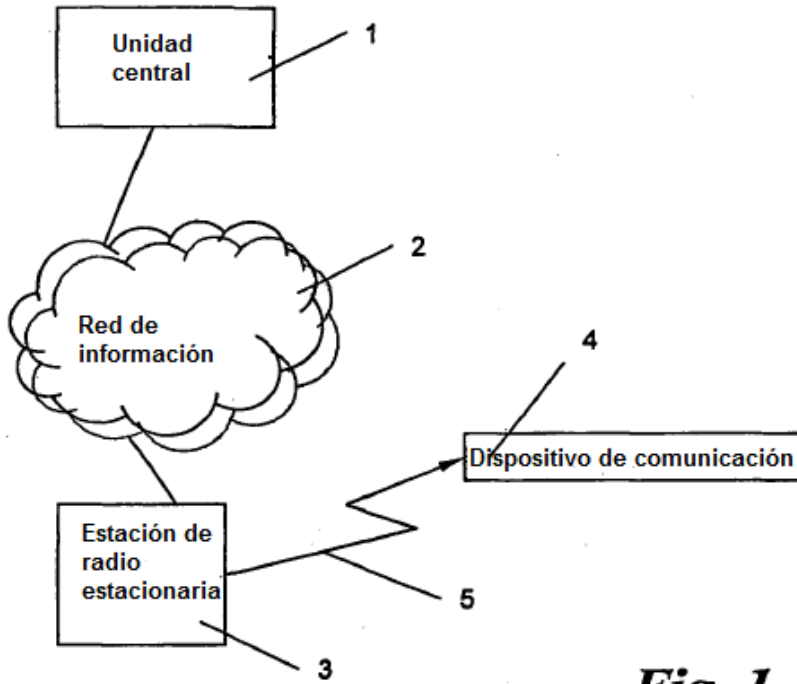 Unidad
central
1
2
Red de
información
4
Dispositivo de comunicación
Estación de
radio
estacionaria
5
3
Fig. 1